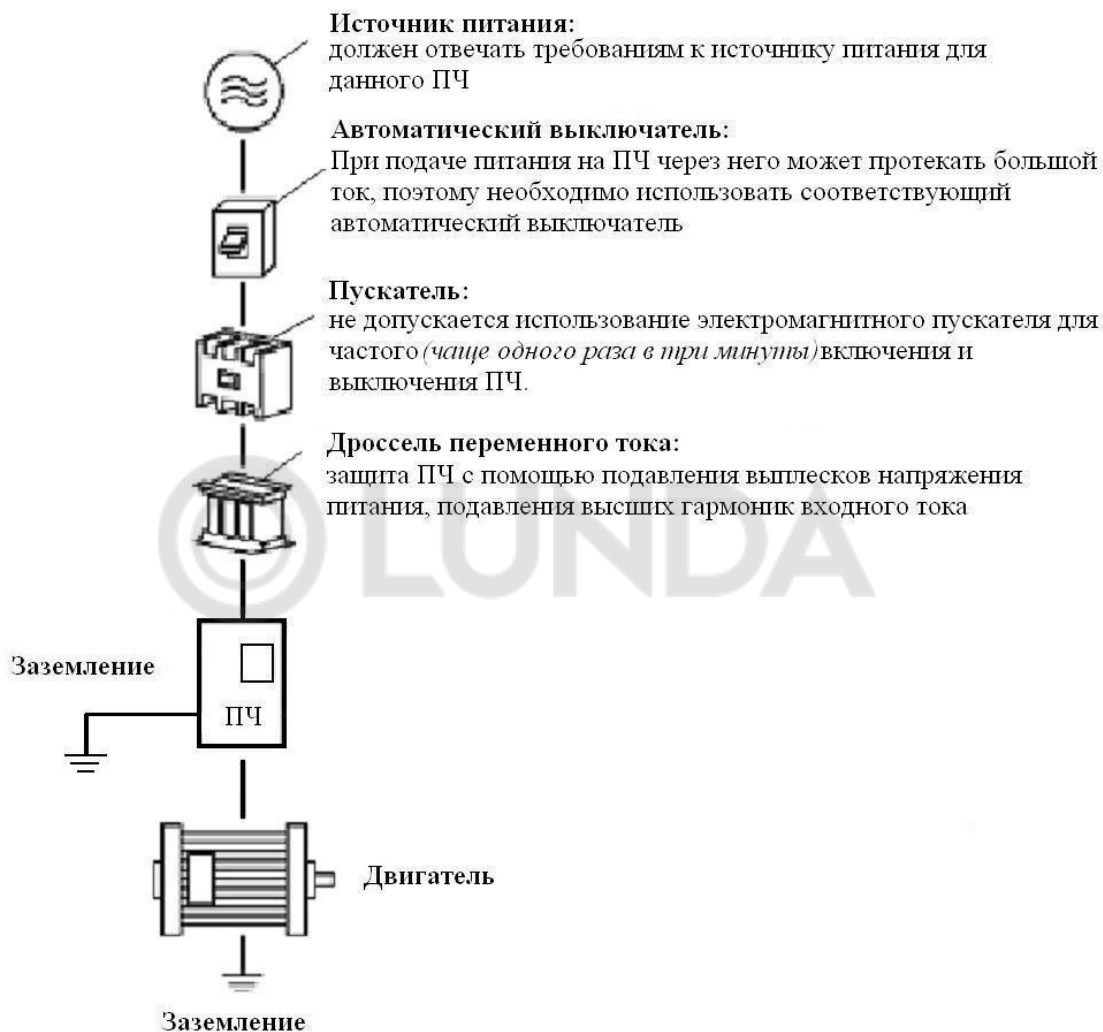 Источник питания:
должен отвечать требованиям к источнику питания для
данного ПЧ
Автоматический выключатель:
При подаче питания на ПЧ через него может протекать большой
ток, поэтому необходимо использовать соответствующий
автоматический выключатель
Пускатель:
не допускается использование электромагнитного пускателя для
частого (чаще одного раза в три минуты) включения и
выключения ПЧ.
Дроссель переменного тока:
защита ПЧ с помощью подавления выплесков напряжения
питания, подавления высших гармоник входного тока
LUNDA
Заземление
ПЧ
Двигатель
Заземление